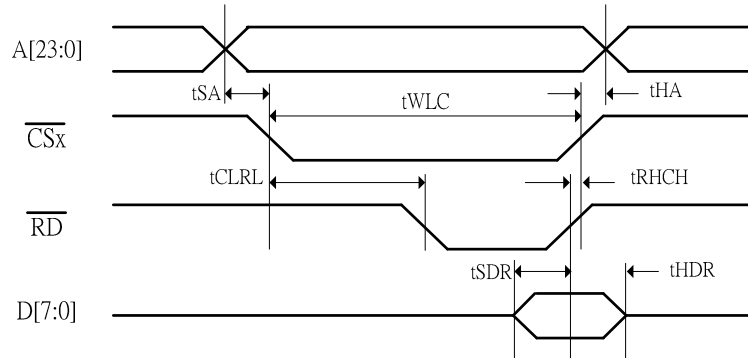 A[23:0]
tSA
tWLC
tHA
CSx
tCLRL
tRHCH
RD
tSDR
tHDR
D[7:0]